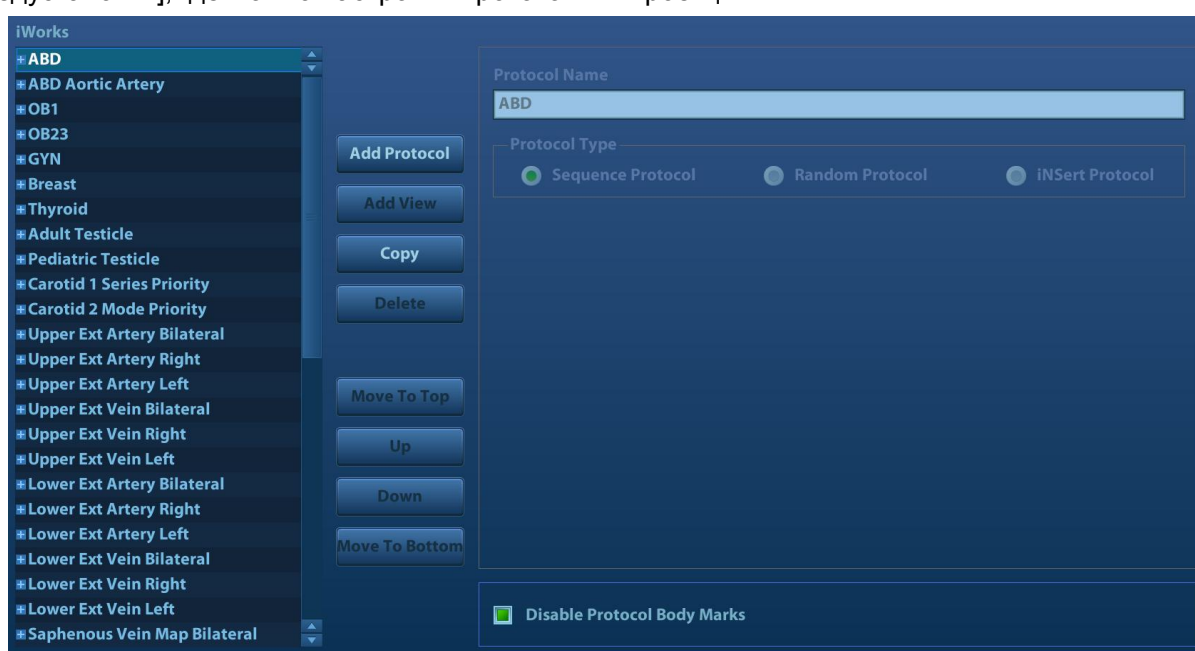 iWorks
ABD
ABD Aortic Artery
OB1
OB23
GYN
Breast
Thyroid
Adult Testicle
Pediatric Testicle
Carotid 1 Series Priority
Carotid 2 Mode Priority
Upper Ext Artery Bilateral
Upper Ext Artery Right
Upper Ext Artery Left
Upper Ext Vein Bilateral
Upper Ext Vein Right
Upper Ext Vein Left
Lower Ext Artery Bilateral
Lower Ext Artery Right
Lower Ext Artery Left
Lower Ext Vein Bilateral
Lower Ext Vein Right
Lower Ext Vein Left
Saphenous Vein Map Bilateral
Add Protocol
Add View
Copy
Delete
Move To Top
Up
Down
Move To Bottom
Protocol Name
ABD
Protocol Type
Sequence Protocol
Random Protocol
iNSert Protocol
Disable Protocol Body Marks